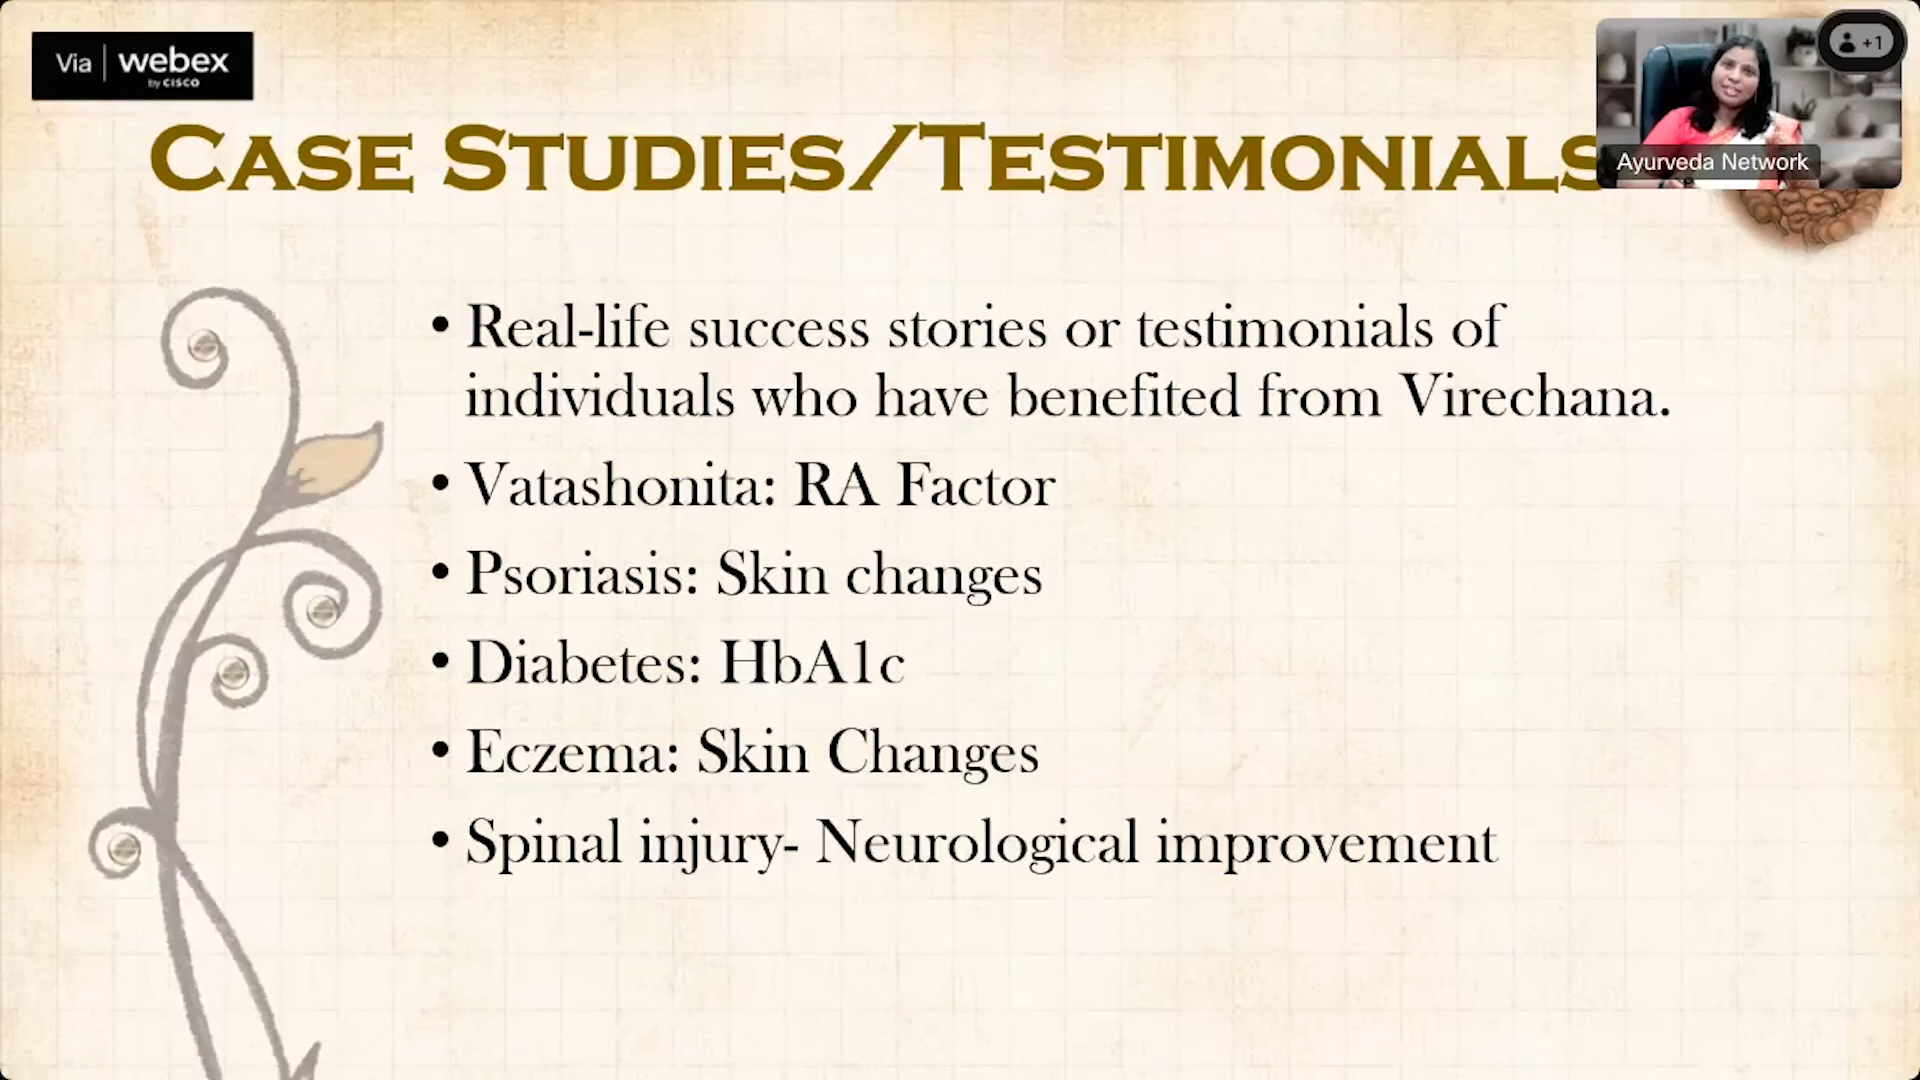 Via webex
by CISCO
+1
Ayurveda Network
CASE STUDIES/TESTIMONIALS
• Real-life success stories or testimonials of
individuals who have benefited from Virechana.
• Vatashonita: RA Factor
• Psoriasis: Skin changes
• Diabetes: HbA1c
• Eczema: Skin Changes
• Spinal injury- Neurological improvement